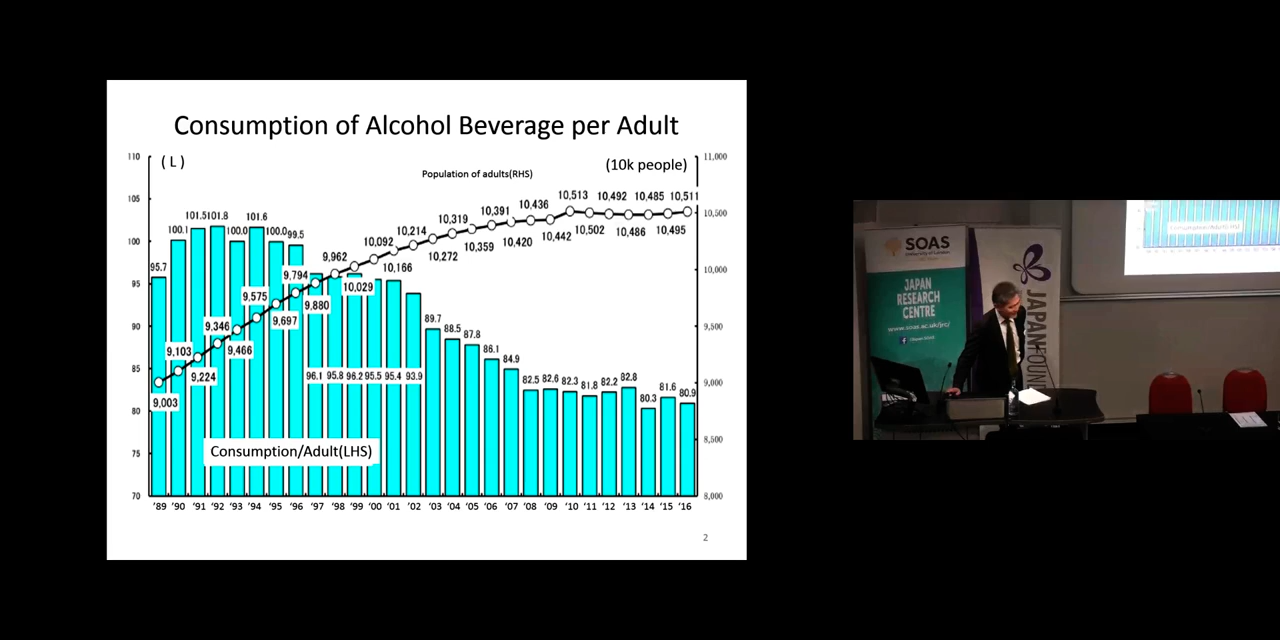 Consumption of Alcohol Beverage per Adult
110
( L )
(10k people)
11,000
Population of adults(RHS)
105
10,513 10,492 10,485 10,511
10,391 10,436
10,319
10,214
10,092
10,500
101.5 101.8 101.6
100.1 100.0 100.0 99.5
100
10,502 10,486 10,495
10,442
10,420
10,359
10,272
10,166
10,029
9,962
9,880
9,794
9,697
9,575
9,466
9,346
9,224
9,103
9,003
10,000
95.7
95
9,500
90
89.7 88.5 87.8 86.1 84.9
85
9,000
96.1 95.8 96.2 95.5 95.4 93.9
82.5 82.6 82.3 81.8 82.2 82.8 80.3 81.6 80.9
80
8,500
Consumption/Adult(LHS)
75
70
8,000
'89 '90 '91 '92 '93 '94 '95 '96 '97 '98 '99 '00 '01 '02 '03 '04 '05 '06 '07 '08 '09 '10 '11 '12 '13 '14 '15 '16
2
SOAS
University of London
JAPAN
RESEARCH
CENTRE
www.soas.ac.uk/jrc/
JAPANFOUN
Consumption/Adult(LHS)